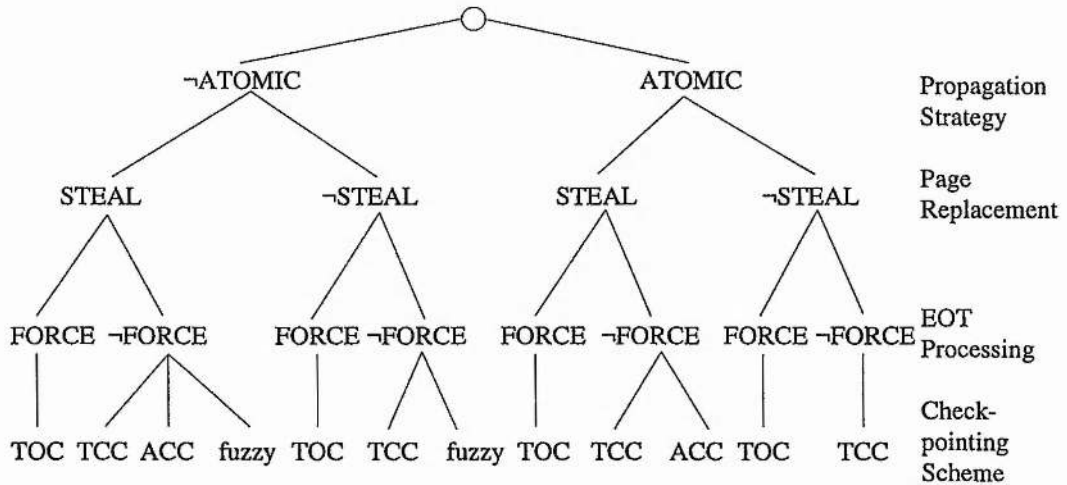 ¬ATOMIC ATOMIC Propagation
Strategy
STEAL ¬STEAL STEAL ¬STEAL Page
Replacement
FORCE ¬FORCE FORCE ¬FORCE FORCE ¬FORCE FORCE ¬FORCE EOT
Processing
TOC TCC ACC fuzzy TOC TCC fuzzy TOC TCC ACC TOC TCC Check-
pointing
Scheme